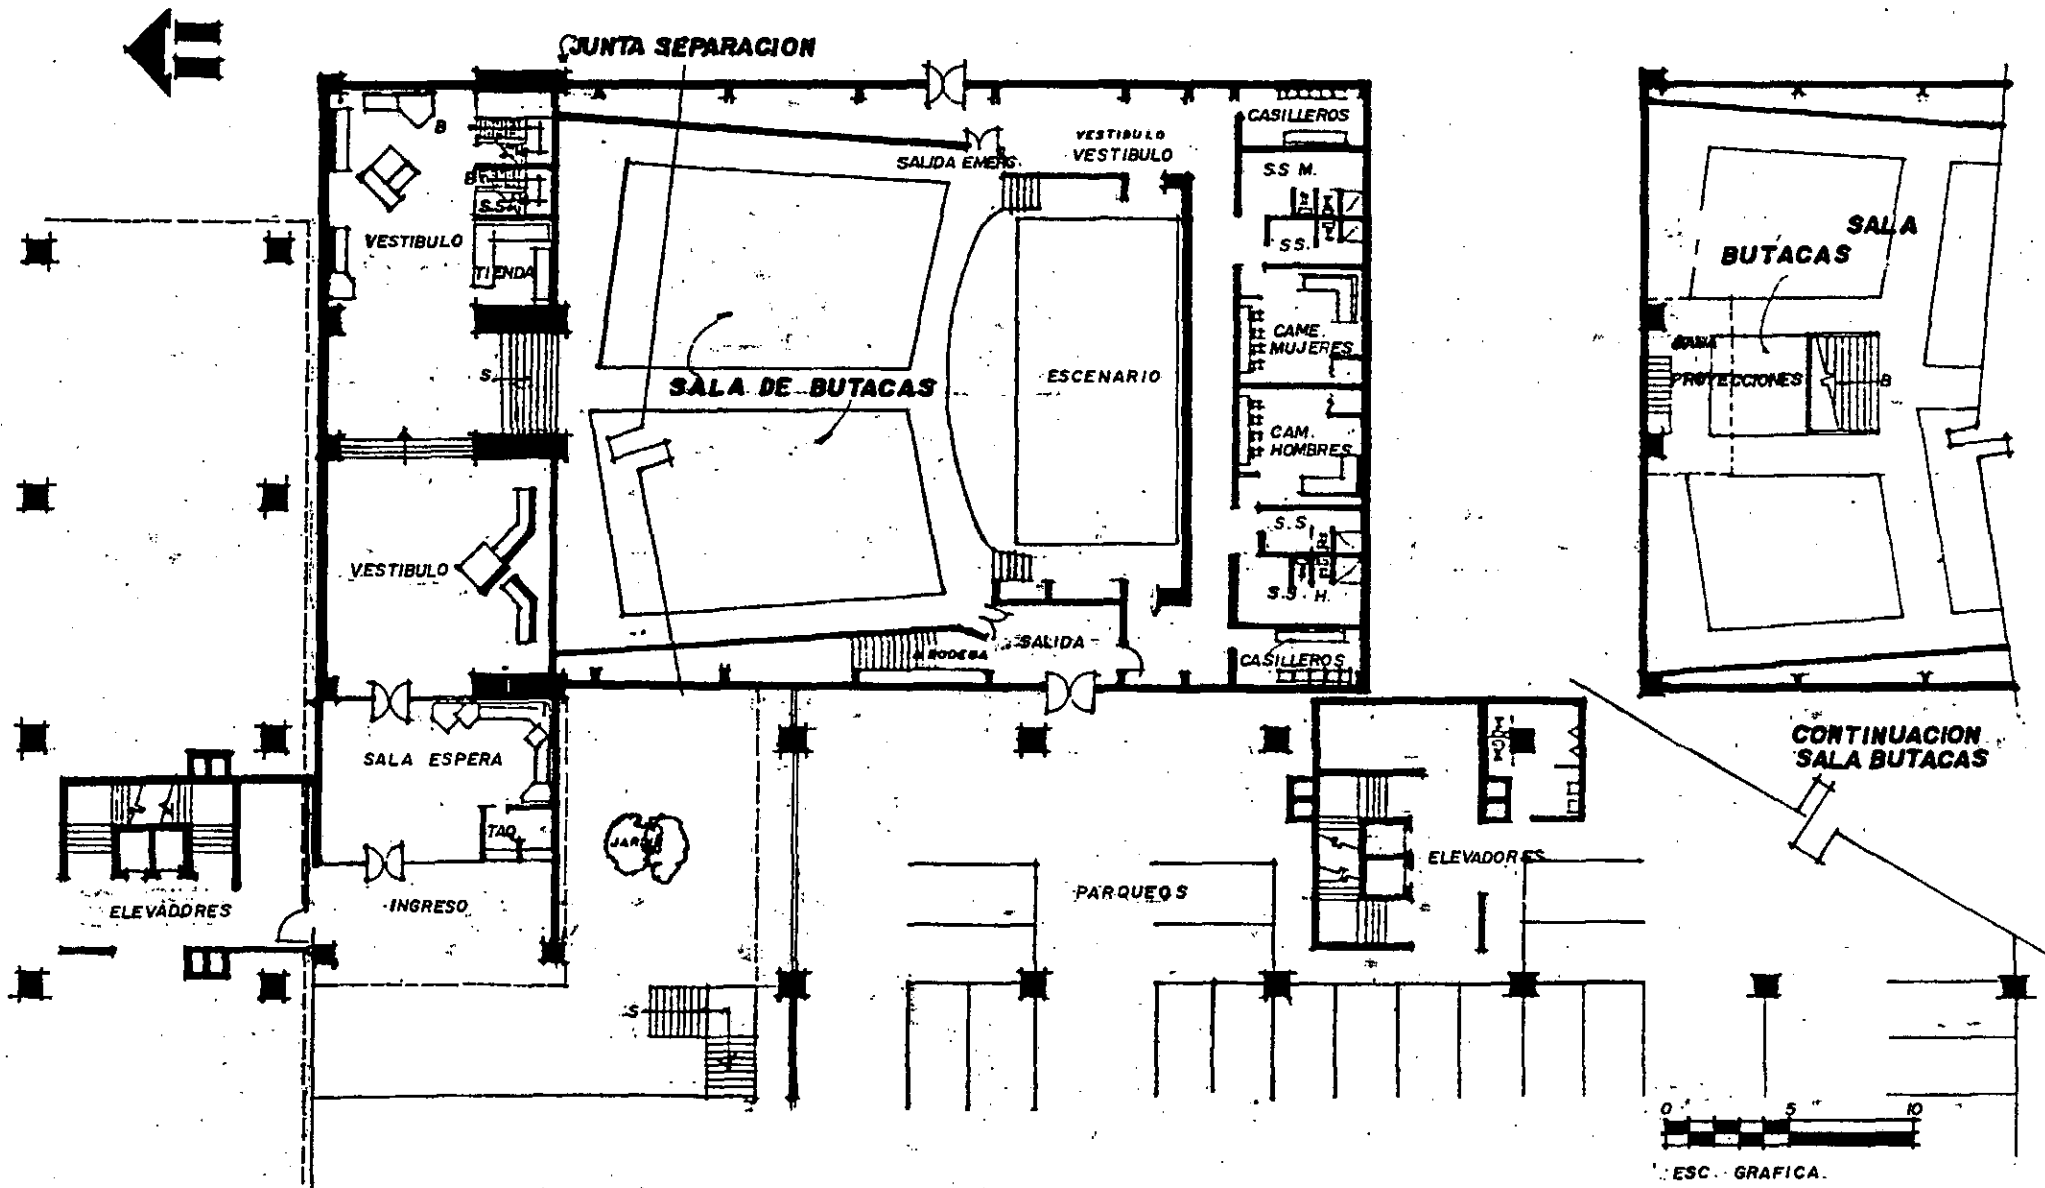 JUNTA SEPARACION
CASILLEROS
VESTIBULO
VESTIBULO
SALIDA EMERG.
B
S.S M.
B
S.S.
VESTIBULO
TIENDA
S.S.
SALA
BUTACAS
CAME.
MUJERES
ESCENARIO
S
SALA DE BUTACAS
PROYECCIONES
B
CAM.
HOMBRES
S.S
VESTIBULO
S.S. H.
SALIDA
BODEGA
CASILLEROS
CONTINUACION
SALA BUTACAS
SALA ESPERA
TAQ.
ELEVADORES
PARQUEOS
INGRESO
ELEVADORES
S
0 5 10
ESC. GRAFICA.